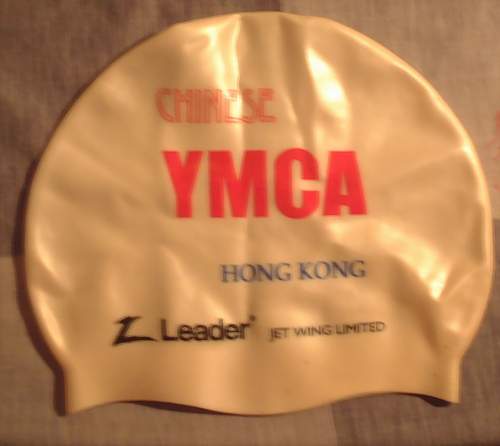 CHINESE
YMCA
HONG KONG
Leader® JET WING LIMITED